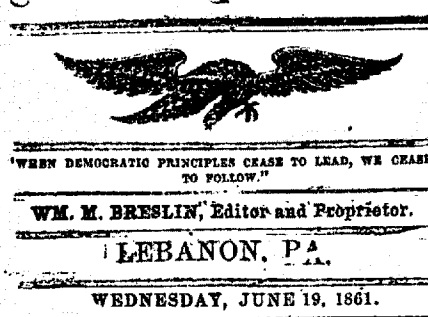 "WHEN DEMOCRATIC PRINCIPLES CEASE TO LEAD, WE CEASE
TO FOLLOW."
WM. M. BRESLIN, Editor and Proprietor.
LEBANON, PA.
WEDNESDAY, JUNE 19, 1861.